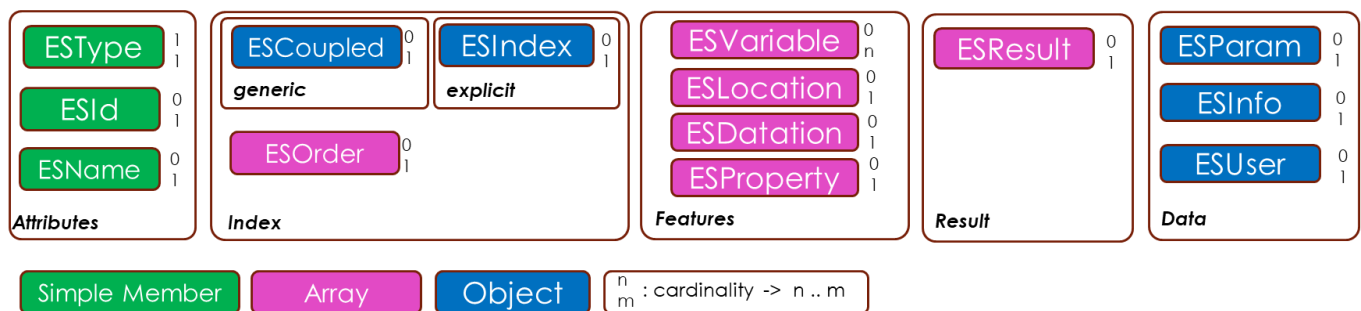 ESType 1
1
ESId 0
1
ESName 0
1
Attributes
ESCoupled 0
1
generic
ESIndex 0
1
explicit
ESOrder 0
1
Index
ESVariable 0
n
ESLocation 0
1
ESDatation 0
1
ESProperty 0
1
Features
ESResult 0
1
Result
ESParam 0
1
ESInfo 0
1
ESUser 0
1
Data
Simple Member
Array
Object
n
m : cardinality -> n .. m